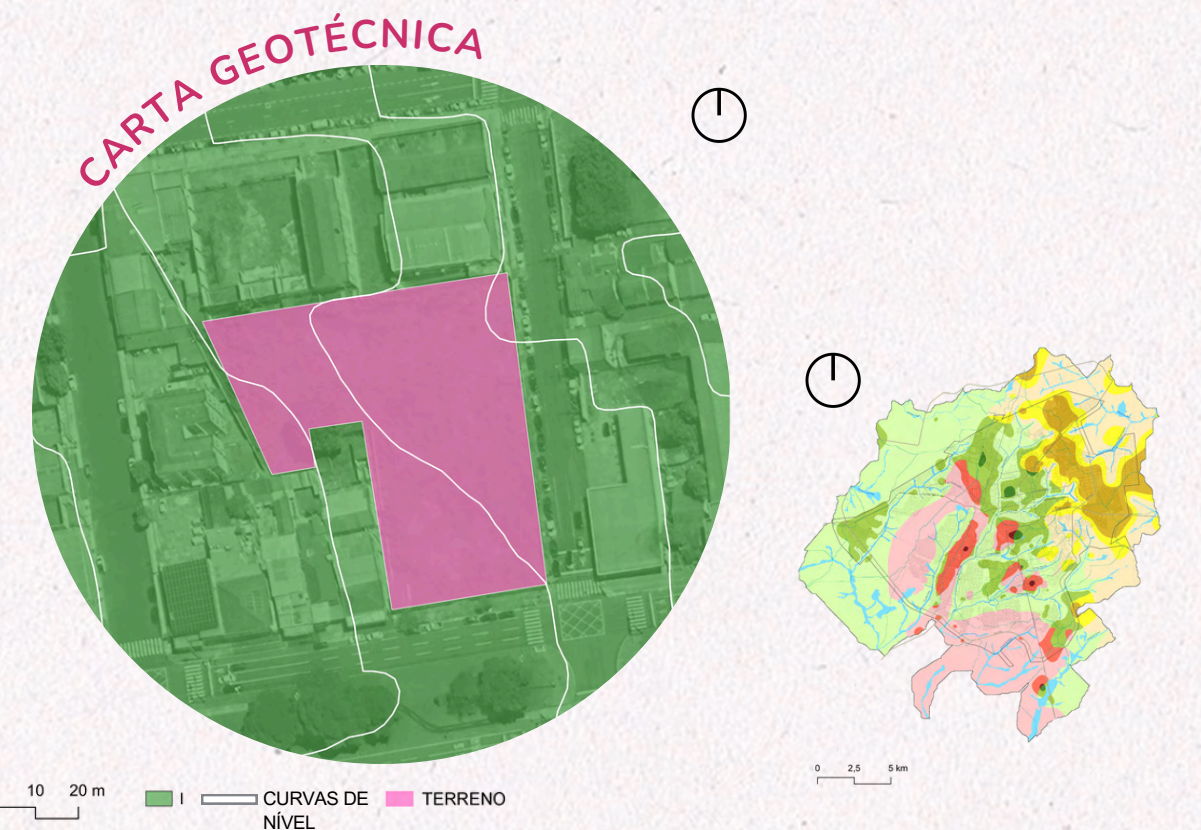 CARTA GEOTÉCNICA
0 2,5 5 km
10 20 m
I
CURVAS DE
NÍVEL
TERRENO